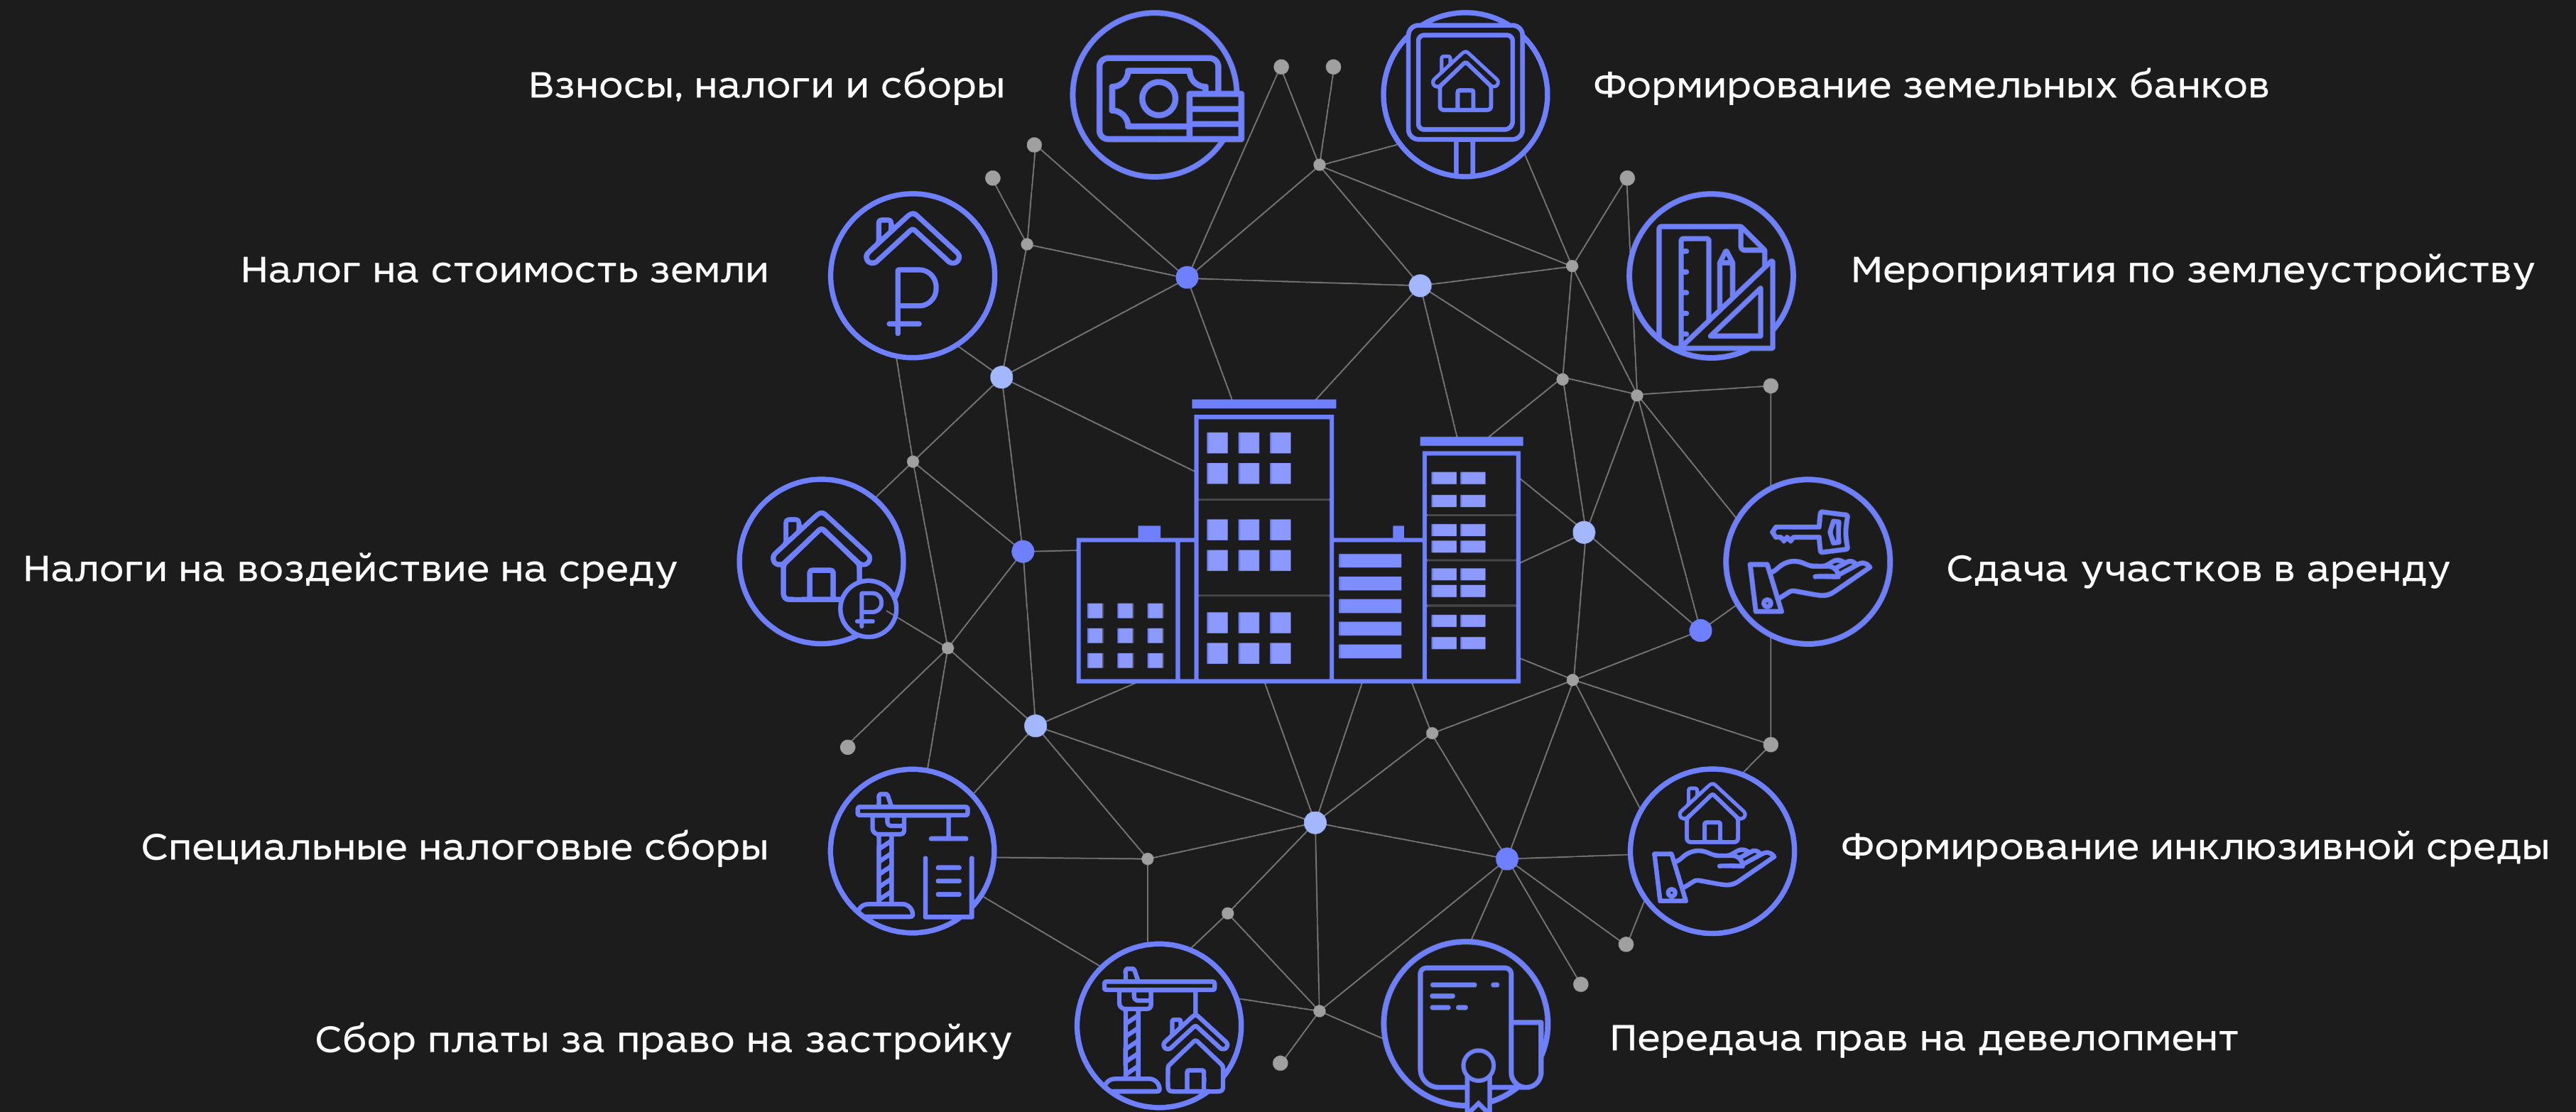 Взносы, налоги и сборы
Формирование земельных банков
Налог на стоимость земли
Мероприятия по землеустройству
Налоги на воздействие на среду
Сдача участков в аренду
Специальные налоговые сборы
Формирование инклюзивной среды
Сбор платы за право на застройку
Передача прав на девелопмент